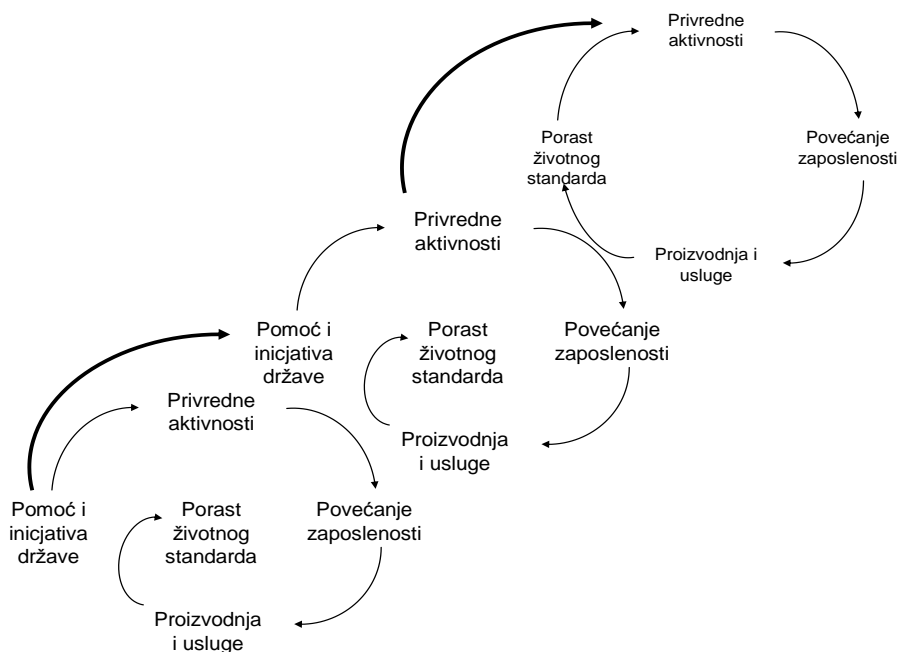 Privredne
aktivnosti
Porast
životnog
standarda
Povećanje
zaposlenosti
Privredne
aktivnosti
Proizvodnja i
usluge
Pomoć i
inicjativa
države
Porast
životnog
standarda
Povećanje
zaposlenosti
Privredne
aktivnosti
Proizvodnja
i usluge
Pomoć i
inicjativa
države
Porast
životnog
standarda
Povećanje
zaposlenosti
Proizvodnja
i usluge